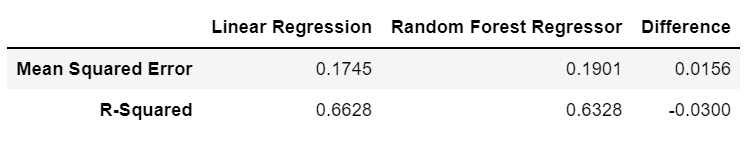 Linear Regression Random Forest Regressor Difference
Mean Squared Error 0.1745 0.1901 0.0156
R-Squared 0.6628 0.6328 -0.0300